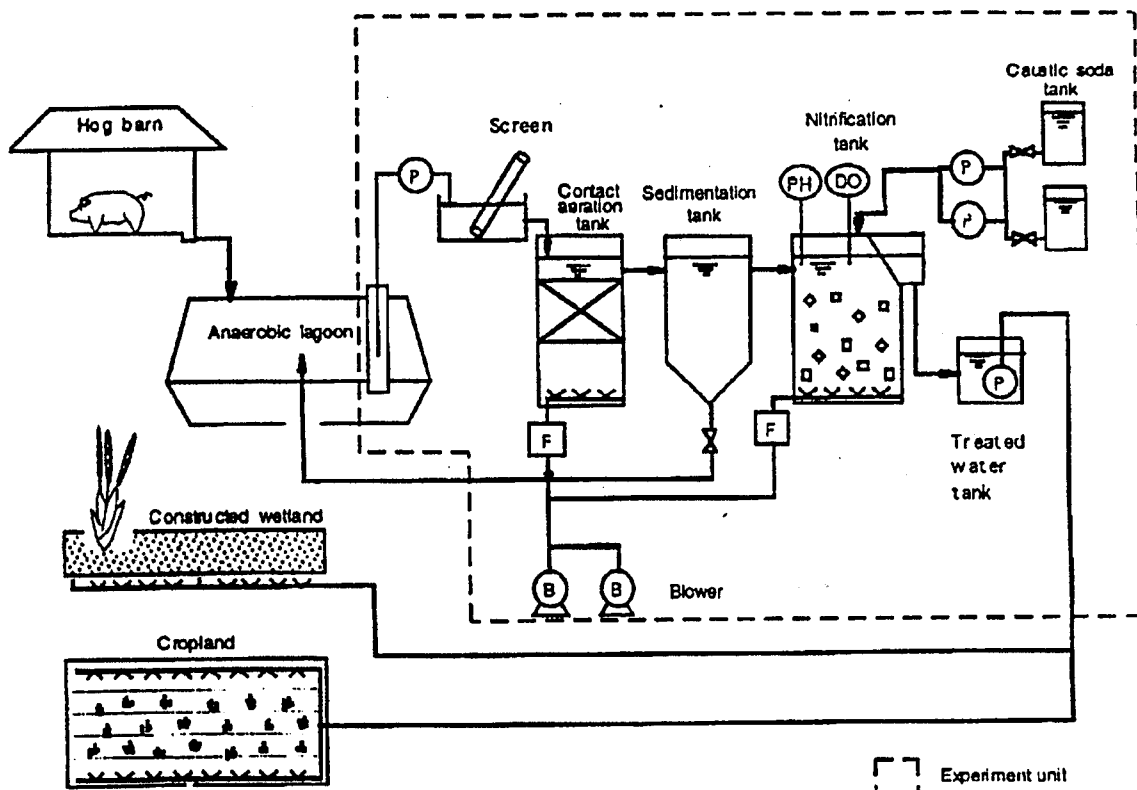 Hog barn
Screen
Caustic soda
tank
Nitrification
tank
P
PH
DO
P
Contact
aeration
tank
Sedimentation
tank
Anaerobic lagoon
P
F
F
Treated
water
tank
Constructed wetland
B
B
Blower
Cropland
Experiment unit